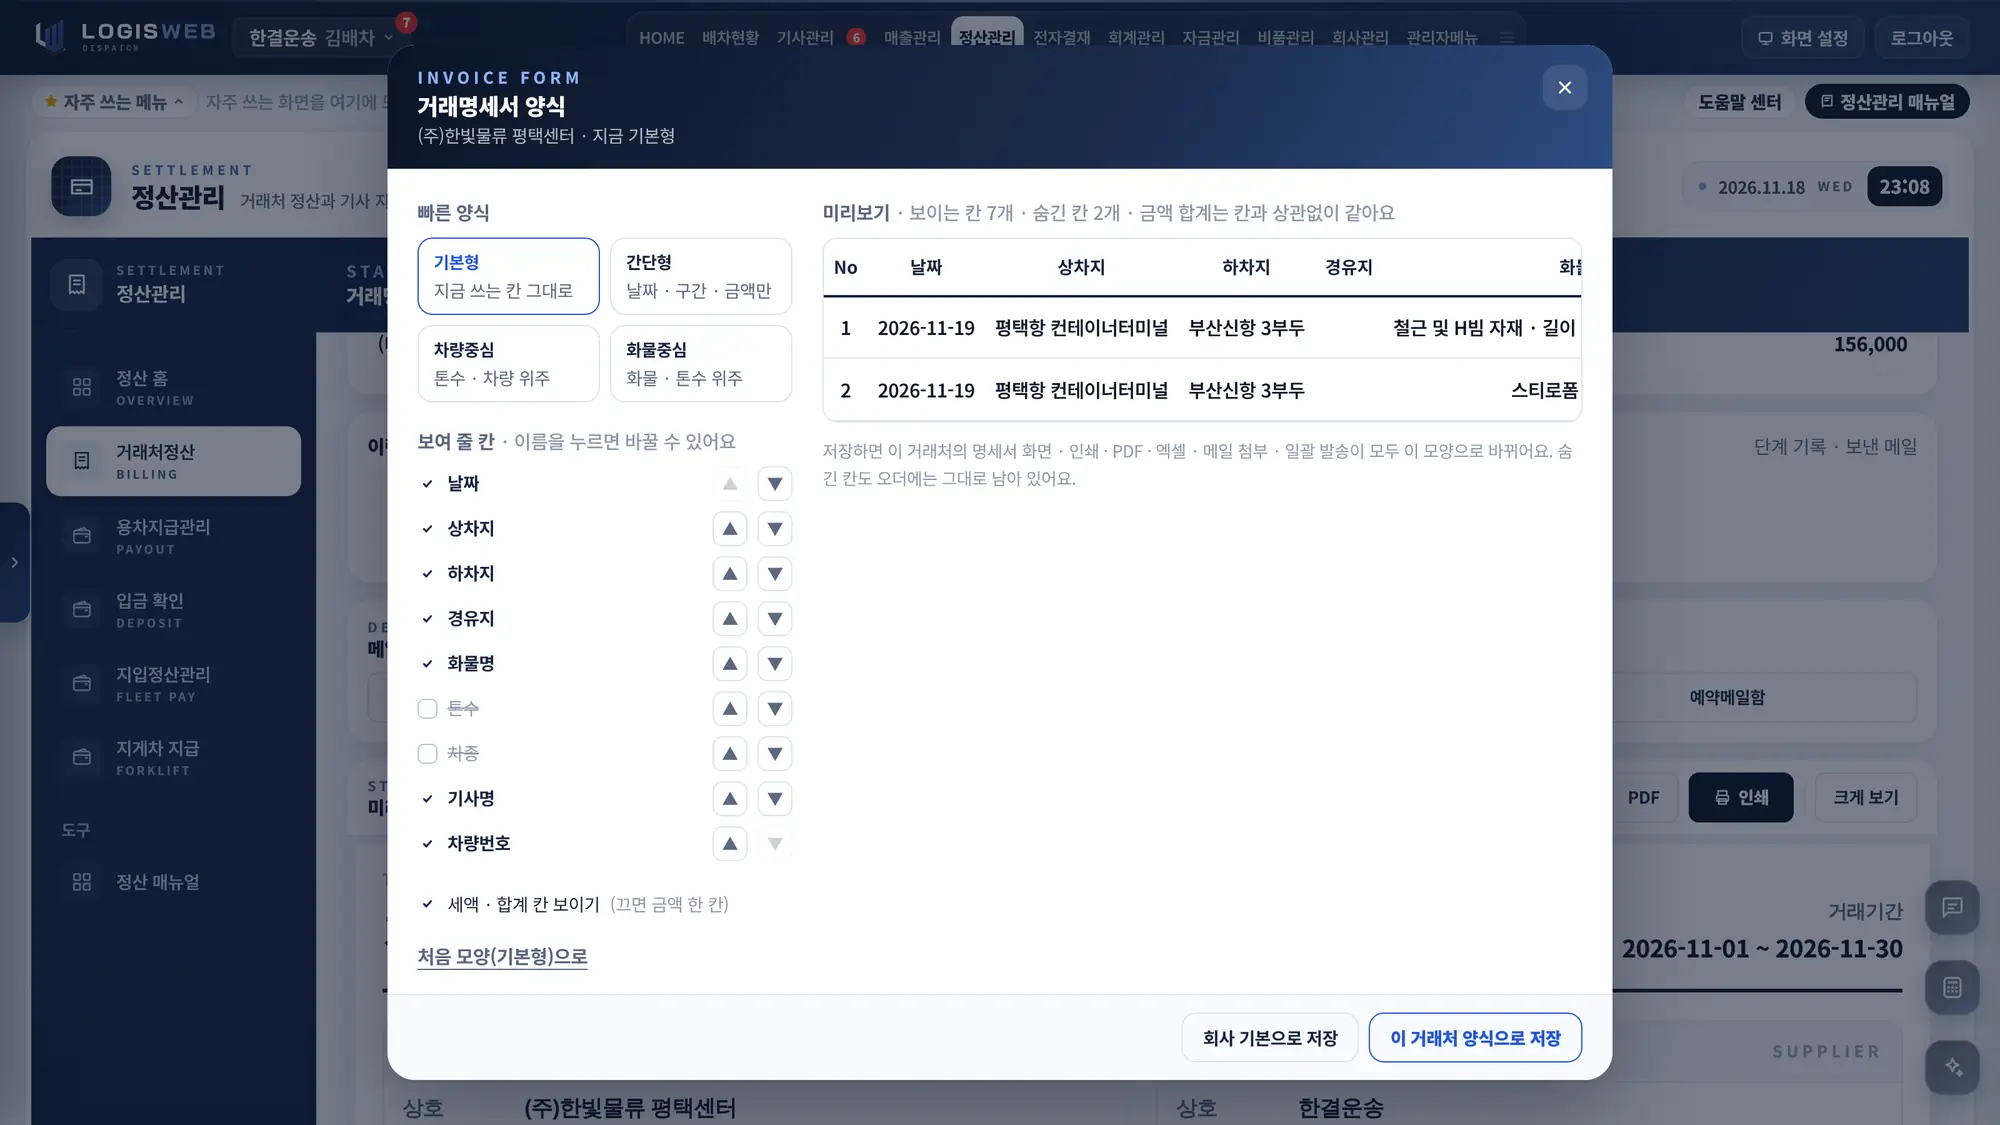 LOGISWEB
DISPATCH
한결운송 김배차
7
HOME 배차현황 기사관리 6 매출관리 정산관리 전자결재 회계관리 자금관리 비품관리 회사관리 관리자메뉴
화면 설정
로그아웃
자주 쓰는 메뉴
자주 쓰는 화면을 여기에
도움말 센터
정산관리 매뉴얼
SETTLEMENT
정산관리
거래처 정산과 기사 지
2026.11.18 WED 23:08
SETTLEMENT
정산관리
정산 홈
OVERVIEW
거래처정산
BILLING
용차지급관리
PAYOUT
입금 확인
DEPOSIT
지입정산관리
FLEET PAY
지게차 지급
FORKLIFT
도구
정산 매뉴얼
STA
거래명
156,000
단계 기록 · 보낸 메일
예약메일함
PDF
인쇄
크게 보기
거래기간
2026-11-01 ~ 2026-11-30
SUPPLIER
상호 (주)한빛물류 평택센터
상호 한결운송
INVOICE FORM
거래명세서 양식
(주)한빛물류 평택센터 · 지금 기본형
빠른 양식
기본형
지금 쓰는 칸 그대로
간단형
날짜 · 구간 · 금액만
차량중심
톤수 · 차량 위주
화물중심
화물 · 톤수 위주
보여 줄 칸 · 이름을 누르면 바꿀 수 있어요
날짜
상차지
하차지
경유지
화물명
톤수
차종
기사명
차량번호
세액 · 합계 칸 보이기 (끄면 금액 한 칸)
처음 모양(기본형)으로
미리보기 · 보이는 칸 7개 · 숨긴 칸 2개 · 금액 합계는 칸과 상관없이 같아요
No 날짜 상차지 하차지 경유지 화물
1 2026-11-19 평택항 컨테이너터미널 부산신항 3부두 철근 및 H빔 자재 · 길이
2 2026-11-19 평택항 컨테이너터미널 부산신항 3부두 스티로폼
저장하면 이 거래처의 명세서 화면 · 인쇄 · PDF · 엑셀 · 메일 첨부 · 일괄 발송이 모두 이 모양으로 바뀌어요. 숨
긴 칸도 오더에는 그대로 남아 있어요.
회사 기본으로 저장
이 거래처 양식으로 저장